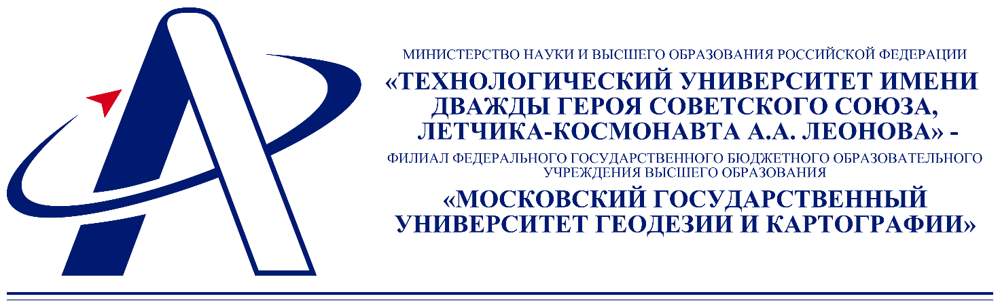 МИНИСТЕРСТВО НАУКИ И ВЫСШЕГО ОБРАЗОВАНИЯ РОССИЙСКОЙ ФЕДЕРАЦИИ
«ТЕХНОЛОГИЧЕСКИЙ УНИВЕРСИТЕТ ИМЕНИ
ДВАЖДЫ ГЕРОЯ СОВЕТСКОГО СОЮЗА,
ЛЕТЧИКА-КОСМОНАВТА А.А. ЛЕОНОВА» -
ФИЛИАЛ ФЕДЕРАЛЬНОГО ГОСУДАРСТВЕННОГО БЮДЖЕТНОГО ОБРАЗОВАТЕЛЬНОГО
УЧРЕЖДЕНИЯ ВЫСШЕГО ОБРАЗОВАНИЯ
«МОСКОВСКИЙ ГОСУДАРСТВЕННЫЙ
УНИВЕРСИТЕТ ГЕОДЕЗИИ И КАРТОГРАФИИ»